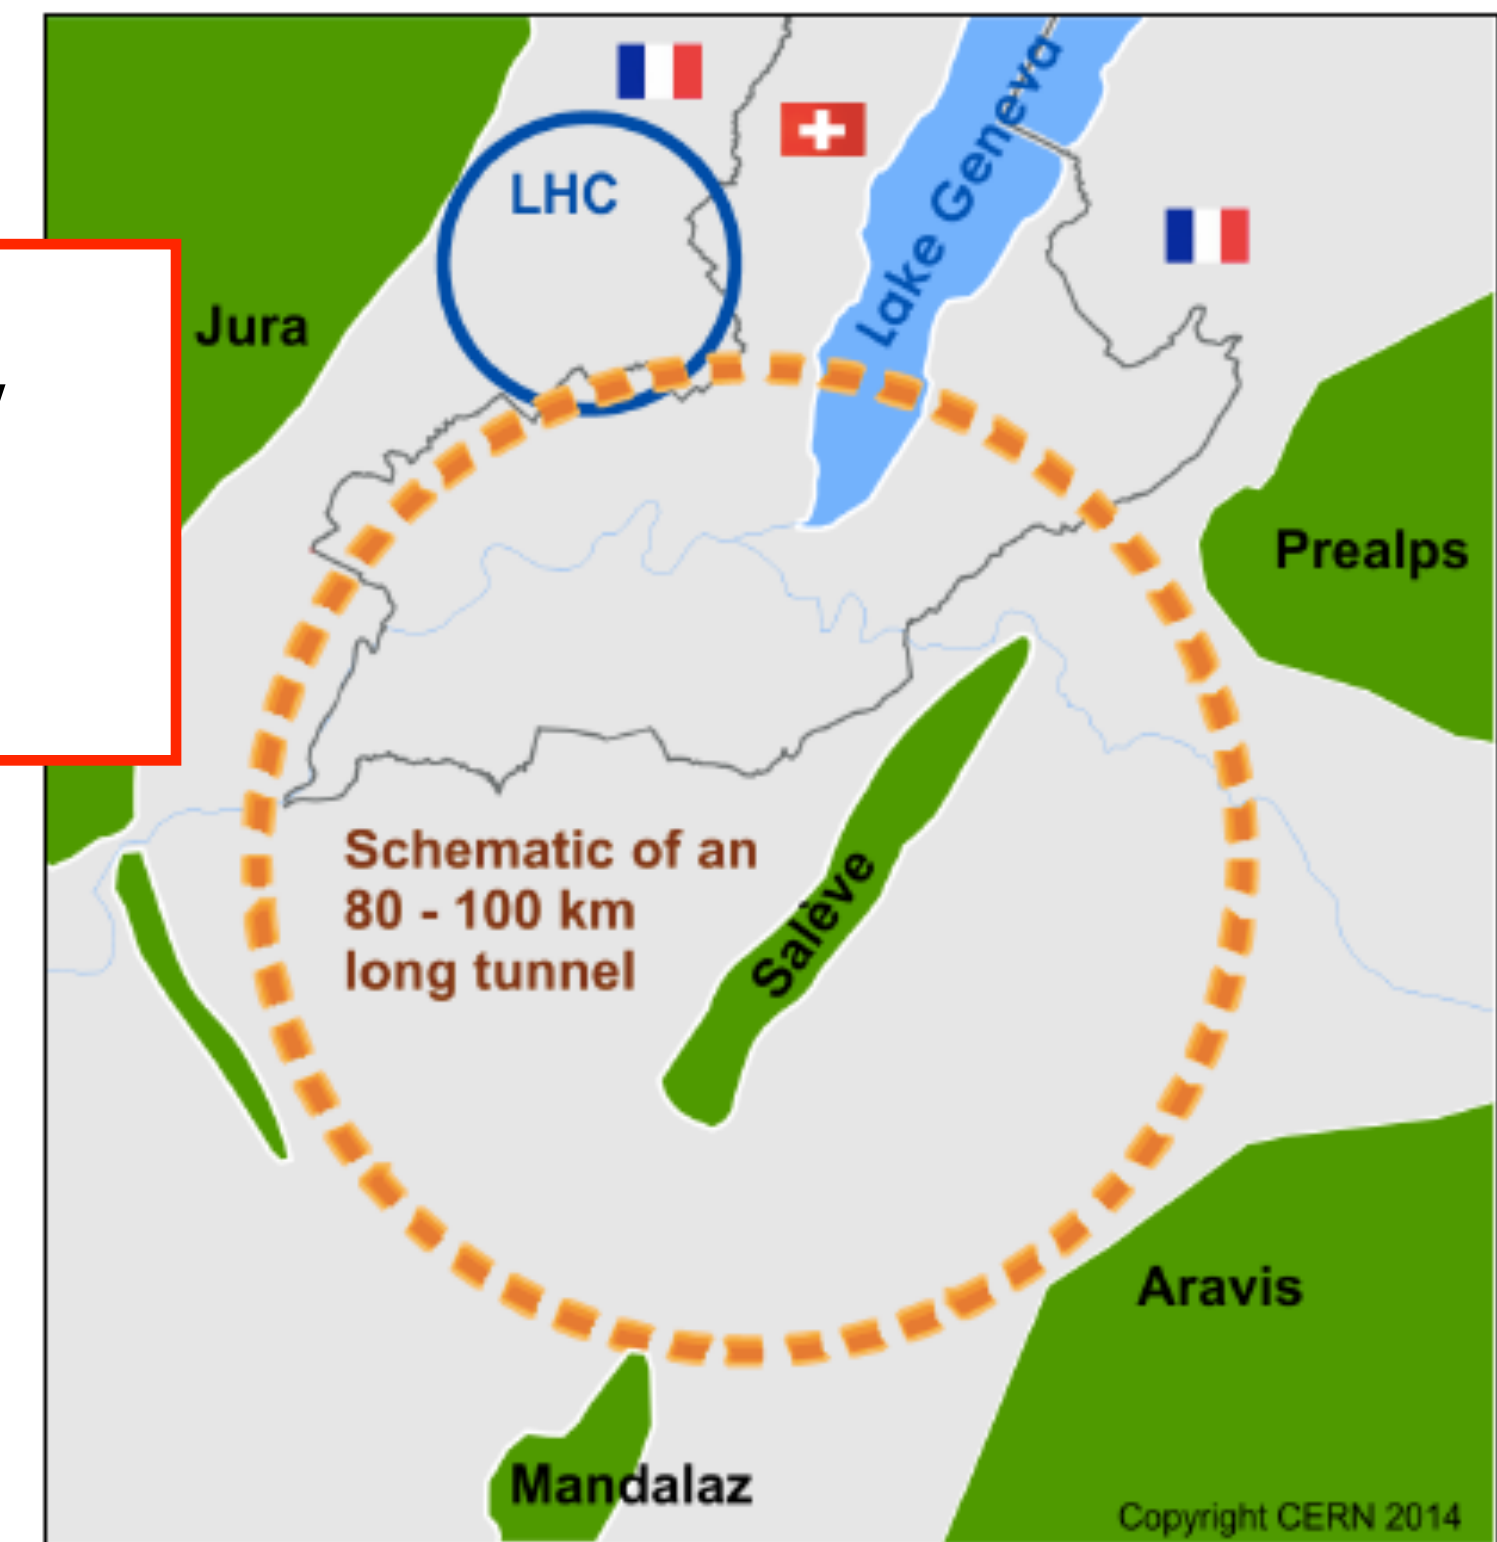 LHC
Lake Geneva
Jura
Prealps
Schematic of an
80 - 100 km
long tunnel
Salève
Aravis
Mandalaz
Copyright CERN 2014